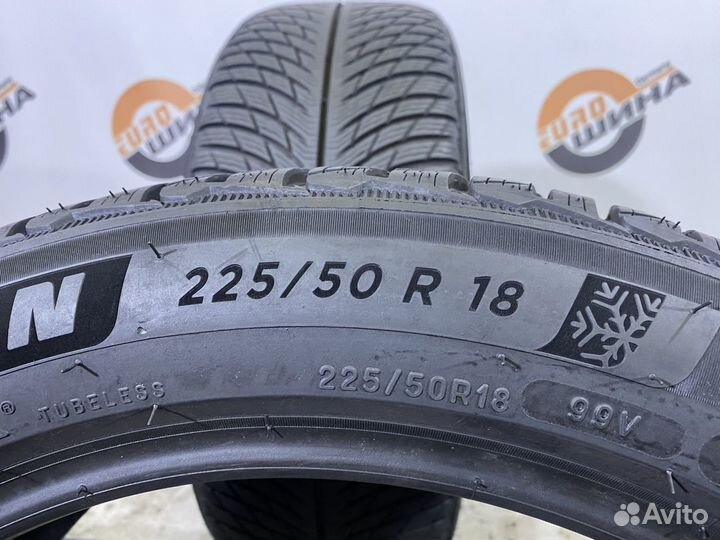 EURO
ШИНА
EURO
ШИНА
N
225/50 R 18
® TUBELESS
225/50R18
99V
Avito